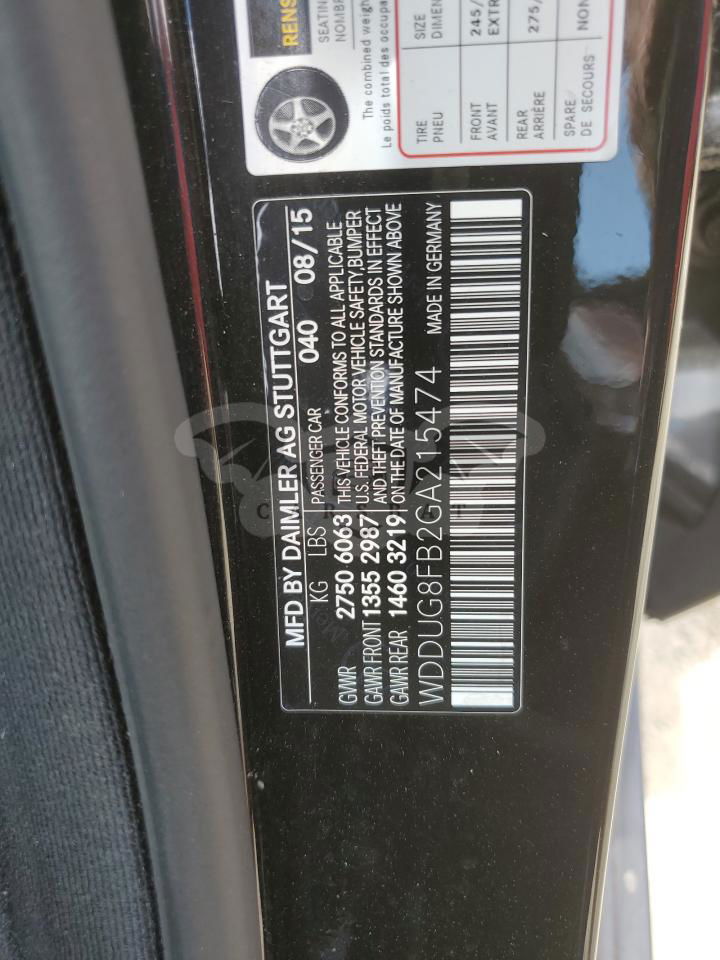 RENS
SEATIN
NOMBR
The combined weigh
Le poids total des occupa
TIRE
PNEU
SIZE
DIMEN
FRONT
AVANT
245/
EXTR
REAR
ARRIÈRE
275/
SPARE
DE SECOURS
NON
MFD BY DAIMLER AG STUTTGART
KG LBS PASSENGER CAR 040 08/15
GVWR 2750 6063 THIS VEHICLE CONFORMS TO ALL APPLICABLE
U.S. FEDERAL MOTOR VEHICLE SAFETY, BUMPER
GAWR FRONT 1355 2987 AND THEFT PREVENTION STANDARDS IN EFFECT
GAWR REAR 1460 3219 ON THE DATE OF MANUFACTURE SHOWN ABOVE
WDDUG8FB2GA215474 MADE IN GERMANY